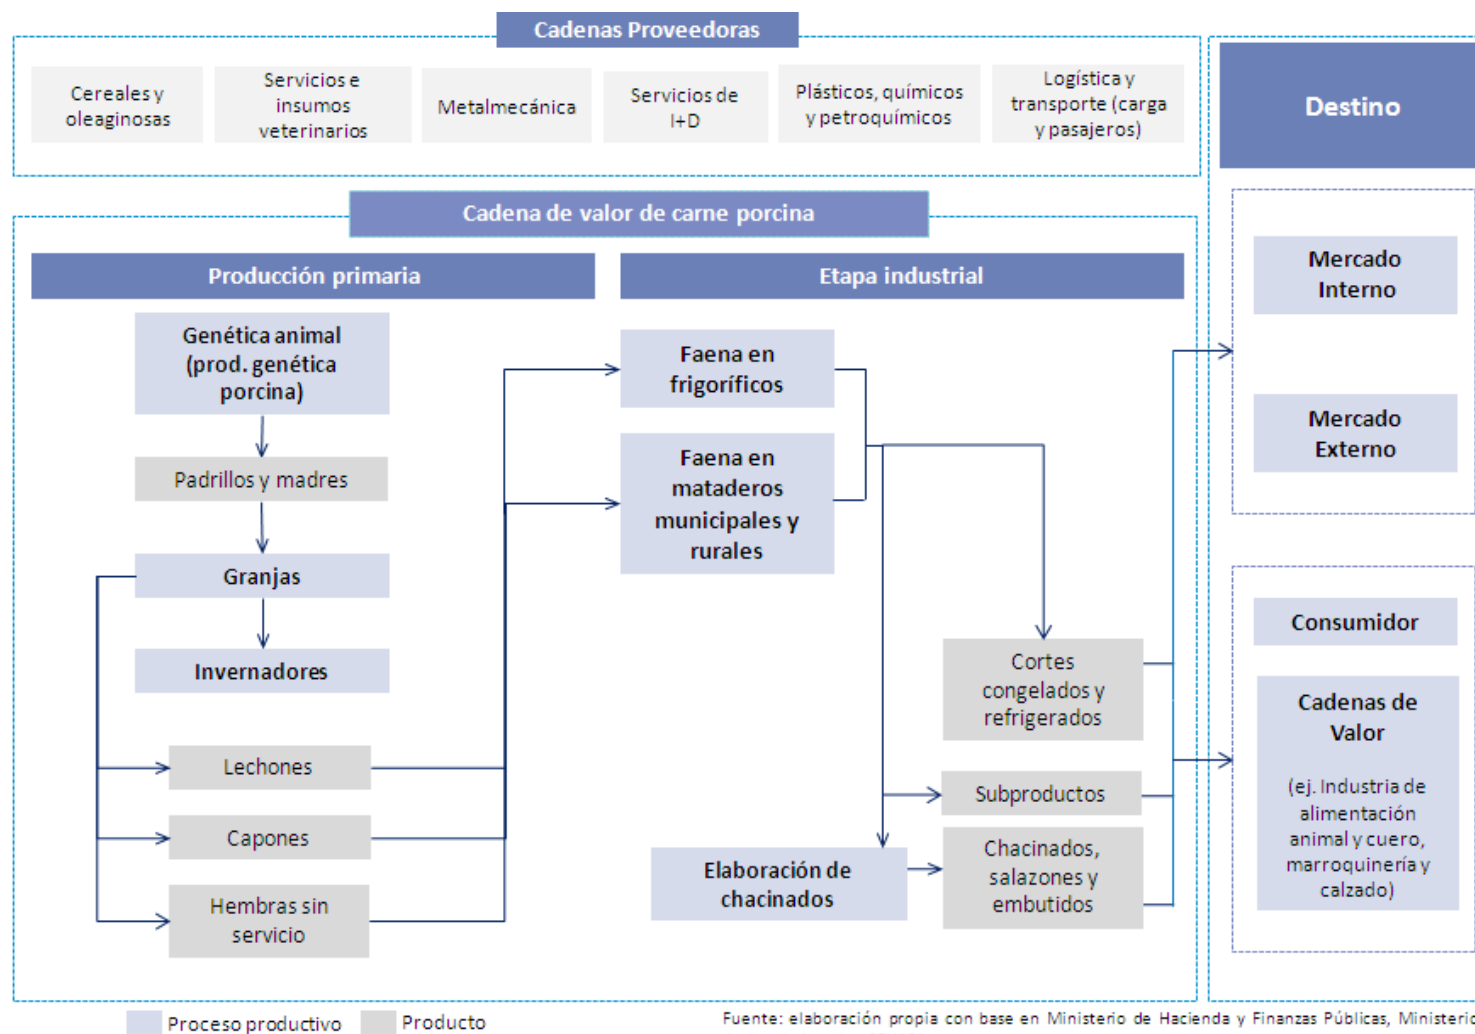 Cadenas Proveedoras
Cereales y
oleaginosas
Servicios e
insumos
veterinarios
Metalmecánica
Servicios de
I+D
Plásticos, químicos
y petroquímicos
Logística y
transporte (carga
y pasajeros)
Destino
Cadena de valor de carne porcina
Producción primaria
Etapa industrial
Genética animal
(prod. genética
porcina)
Padrillos y madres
Granjas
Invernadores
Lechones
Capones
Hembras sin
servicio
Faena en
frigoríficos
Faena en
mataderos
municipales y
rurales
Cortes
congelados y
refrigerados
Subproductos
Elaboración de
chacinados
Chacinados,
salazones y
embutidos
Mercado
Interno
Mercado
Externo
Consumidor
Cadenas de
Valor
(ej. Industria de
alimentación
animal y cuero,
marroquinería y
calzado)
Proceso productivo
Producto
Fuente: elaboración propia con base en Ministerio de Hacienda y Finanzas Públicas, Ministerio